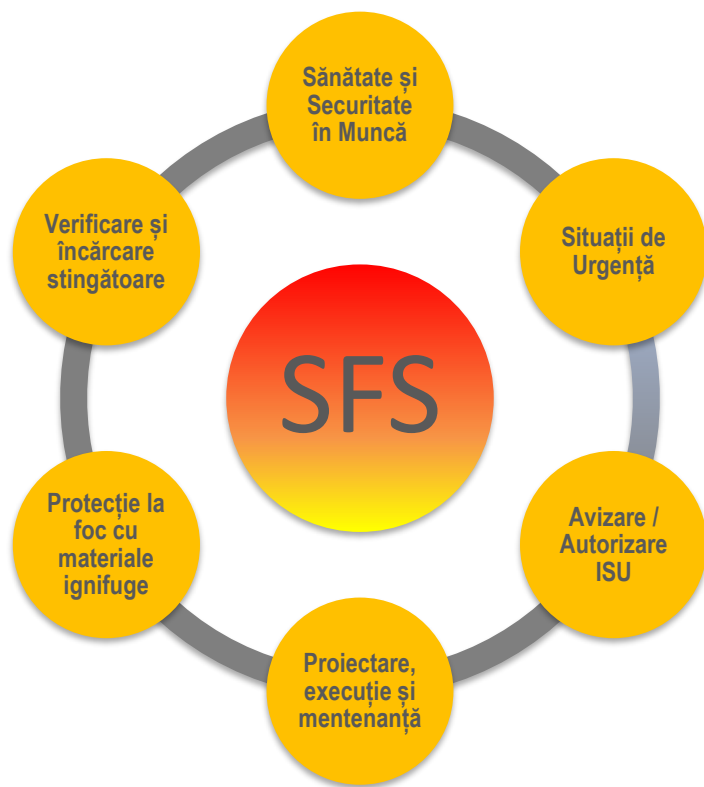 Sănătate și
Securitate
în Muncă
Situații de
Urgență
Avizare /
Autorizare
ISU
Proiectare,
execuție și
mentenanță
Protecție la
foc cu
materiale
ignifuge
Verificare și
încărcare
stingătoare
SFS